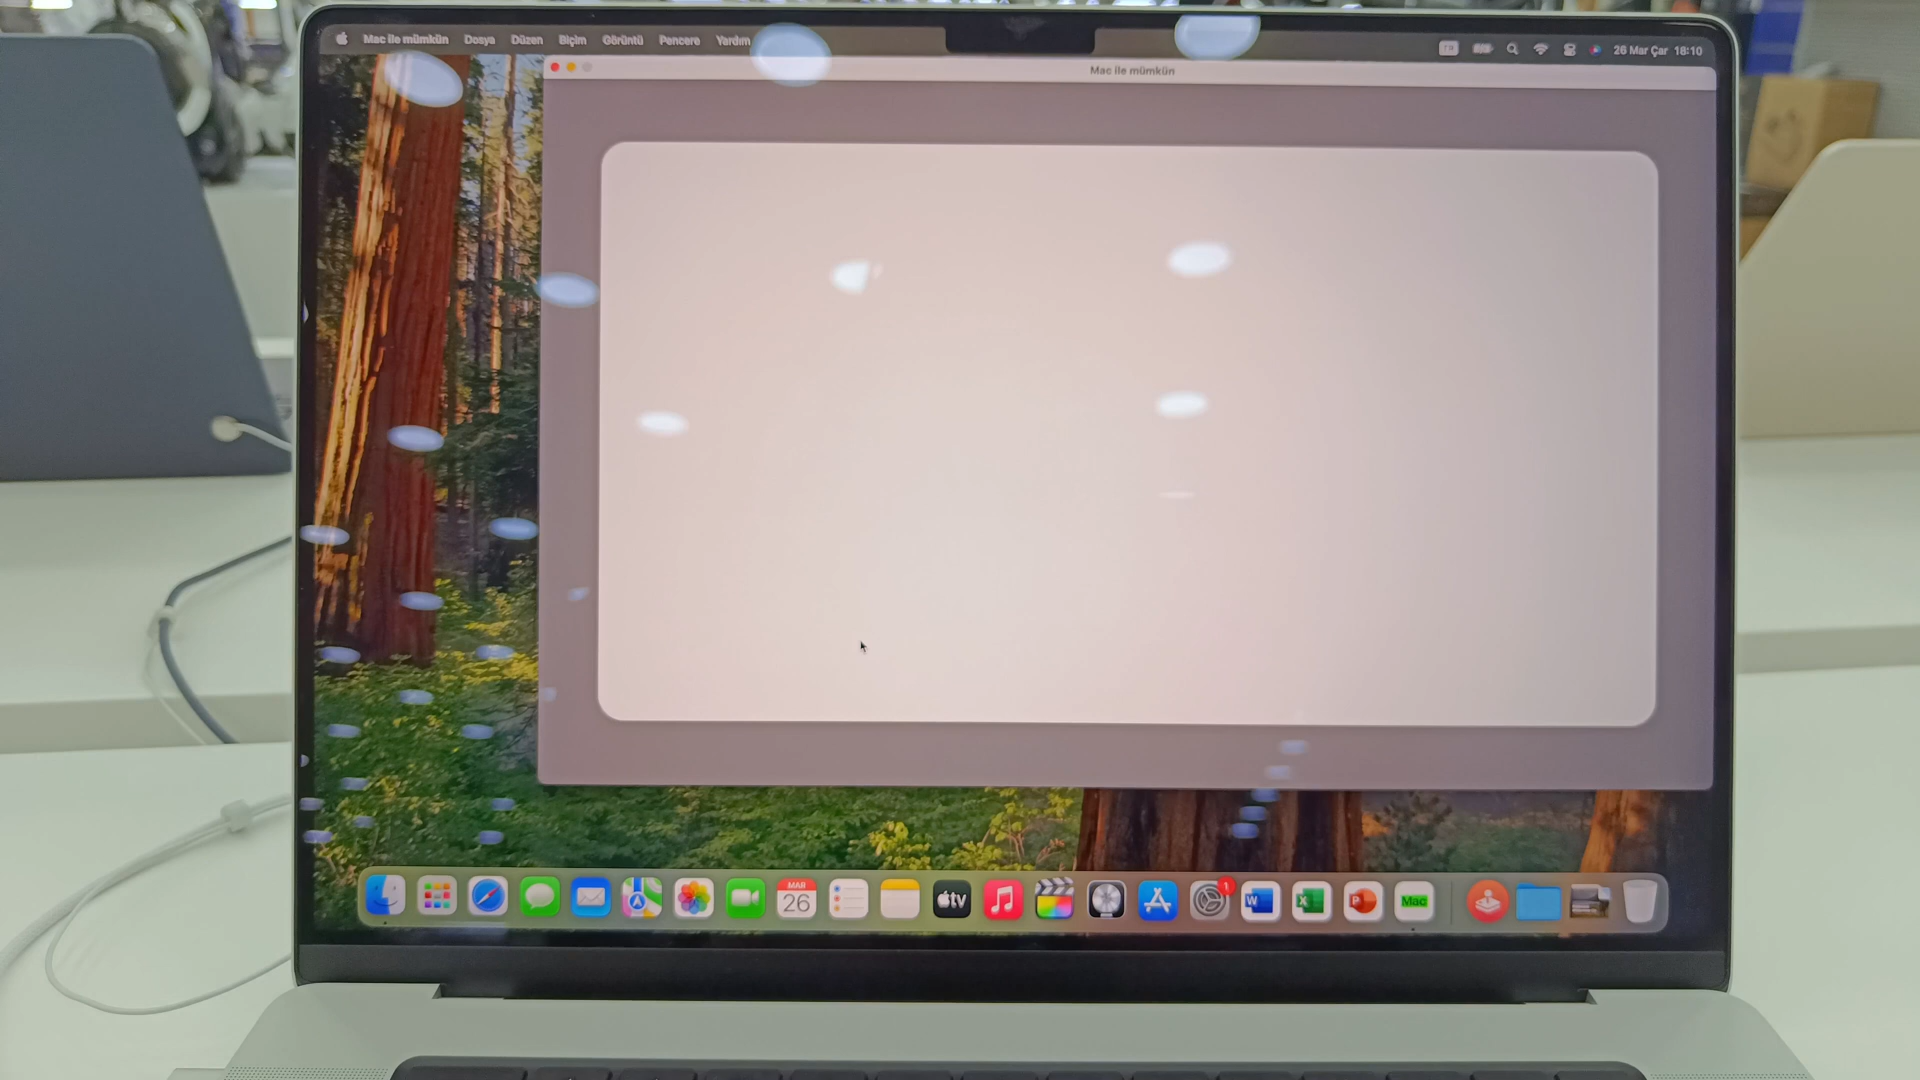 Mac ile mümkün Dosya Düzen Biçim Görüntü Pencere Yardım
26 Mar Çar 18:10
Mac ile mümkün
MAR
26
tv
1
W
X
P
Mac